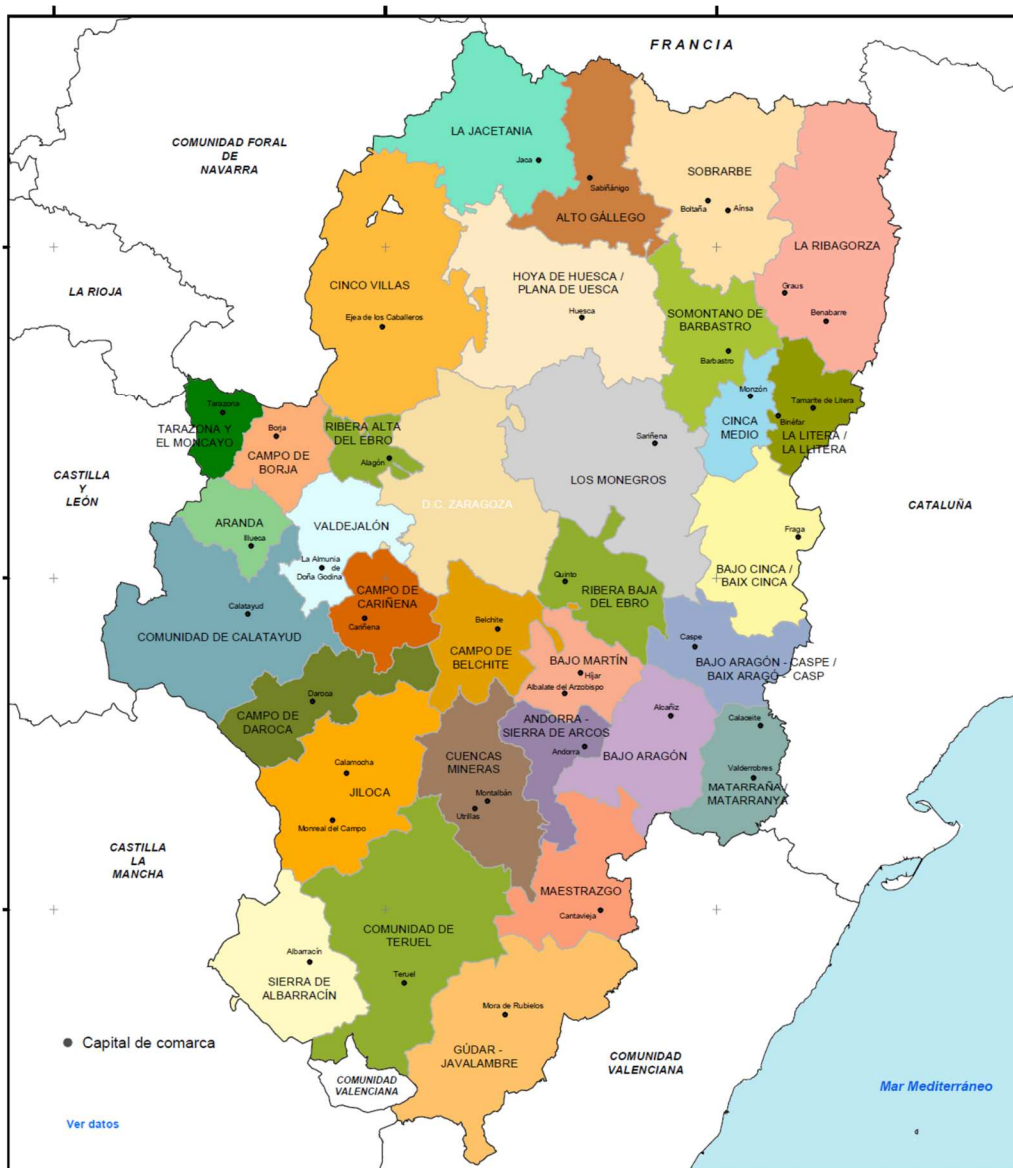 FRANCIA
COMUNIDAD FORAL
DE
NAVARRA
LA JACETANIA
Jaca
Sabiñánigo
ALTO GÁLLEGO
SOBRARBE
Boltaña
Aínsa
LA RIBAGORZA
Graus
Benabarre
LA RIOJA
CINCO VILLAS
Ejea de los Caballeros
HOYA DE HUESCA /
PLANA DE UESCA
Huesca
SOMONTANO DE
BARBASTRO
Barbastro
Monzón
CINCA
MEDIO
Tamarite de Litera
Binéfar
LA LITERA /
LA LLITERA
Tarazona
TARAZONA Y
EL MONCAYO
Borja
CAMPO DE
BORJA
RIBERA ALTA
DEL EBRO
Alagón
Sariñena
LOS MONEGROS
CASTILLA
Y
LEÓN
CATALUÑA
D.C. ZARAGOZA
ARANDA
Illueca
VALDEJALÓN
La Almunia
de
Doña Godina
Fraga
BAJO CINCA /
BAIX CINCA
Quinto
RIBERA BAJA
DEL EBRO
CAMPO DE
CARIÑENA
Cariñena
Calatayud
COMUNIDAD DE CALATAYUD
Belchite
CAMPO DE
BELCHITE
Caspe
BAJO ARAGÓN - CASPE /
BAIX ARAGÓ - CASP
BAJO MARTÍN
Híjar
Albalate del Arzobispo
Daroca
CAMPO DE
DAROCA
ANDORRA -
SIERRA DE ARCOS
Andorra
Alcañiz
BAJO ARAGÓN
Calaceite
Valderrobres
MATARRAÑA/
MATARRANYA
CUENCAS
MINERAS
Montalbán
Utrillas
Calamocha
JILOCA
Monreal del Campo
CASTILLA
LA
MANCHA
MAESTRAZGO
Cantavieja
COMUNIDAD DE
TERUEL
Teruel
Albarracín
SIERRA DE
ALBARRACÍN
Mora de Rubielos
GÚDAR -
JAVALAMBRE
Capital de comarca
COMUNIDAD
VALENCIANA
COMUNIDAD
VALENCIANA
Mar Mediterráneo
Ver datos